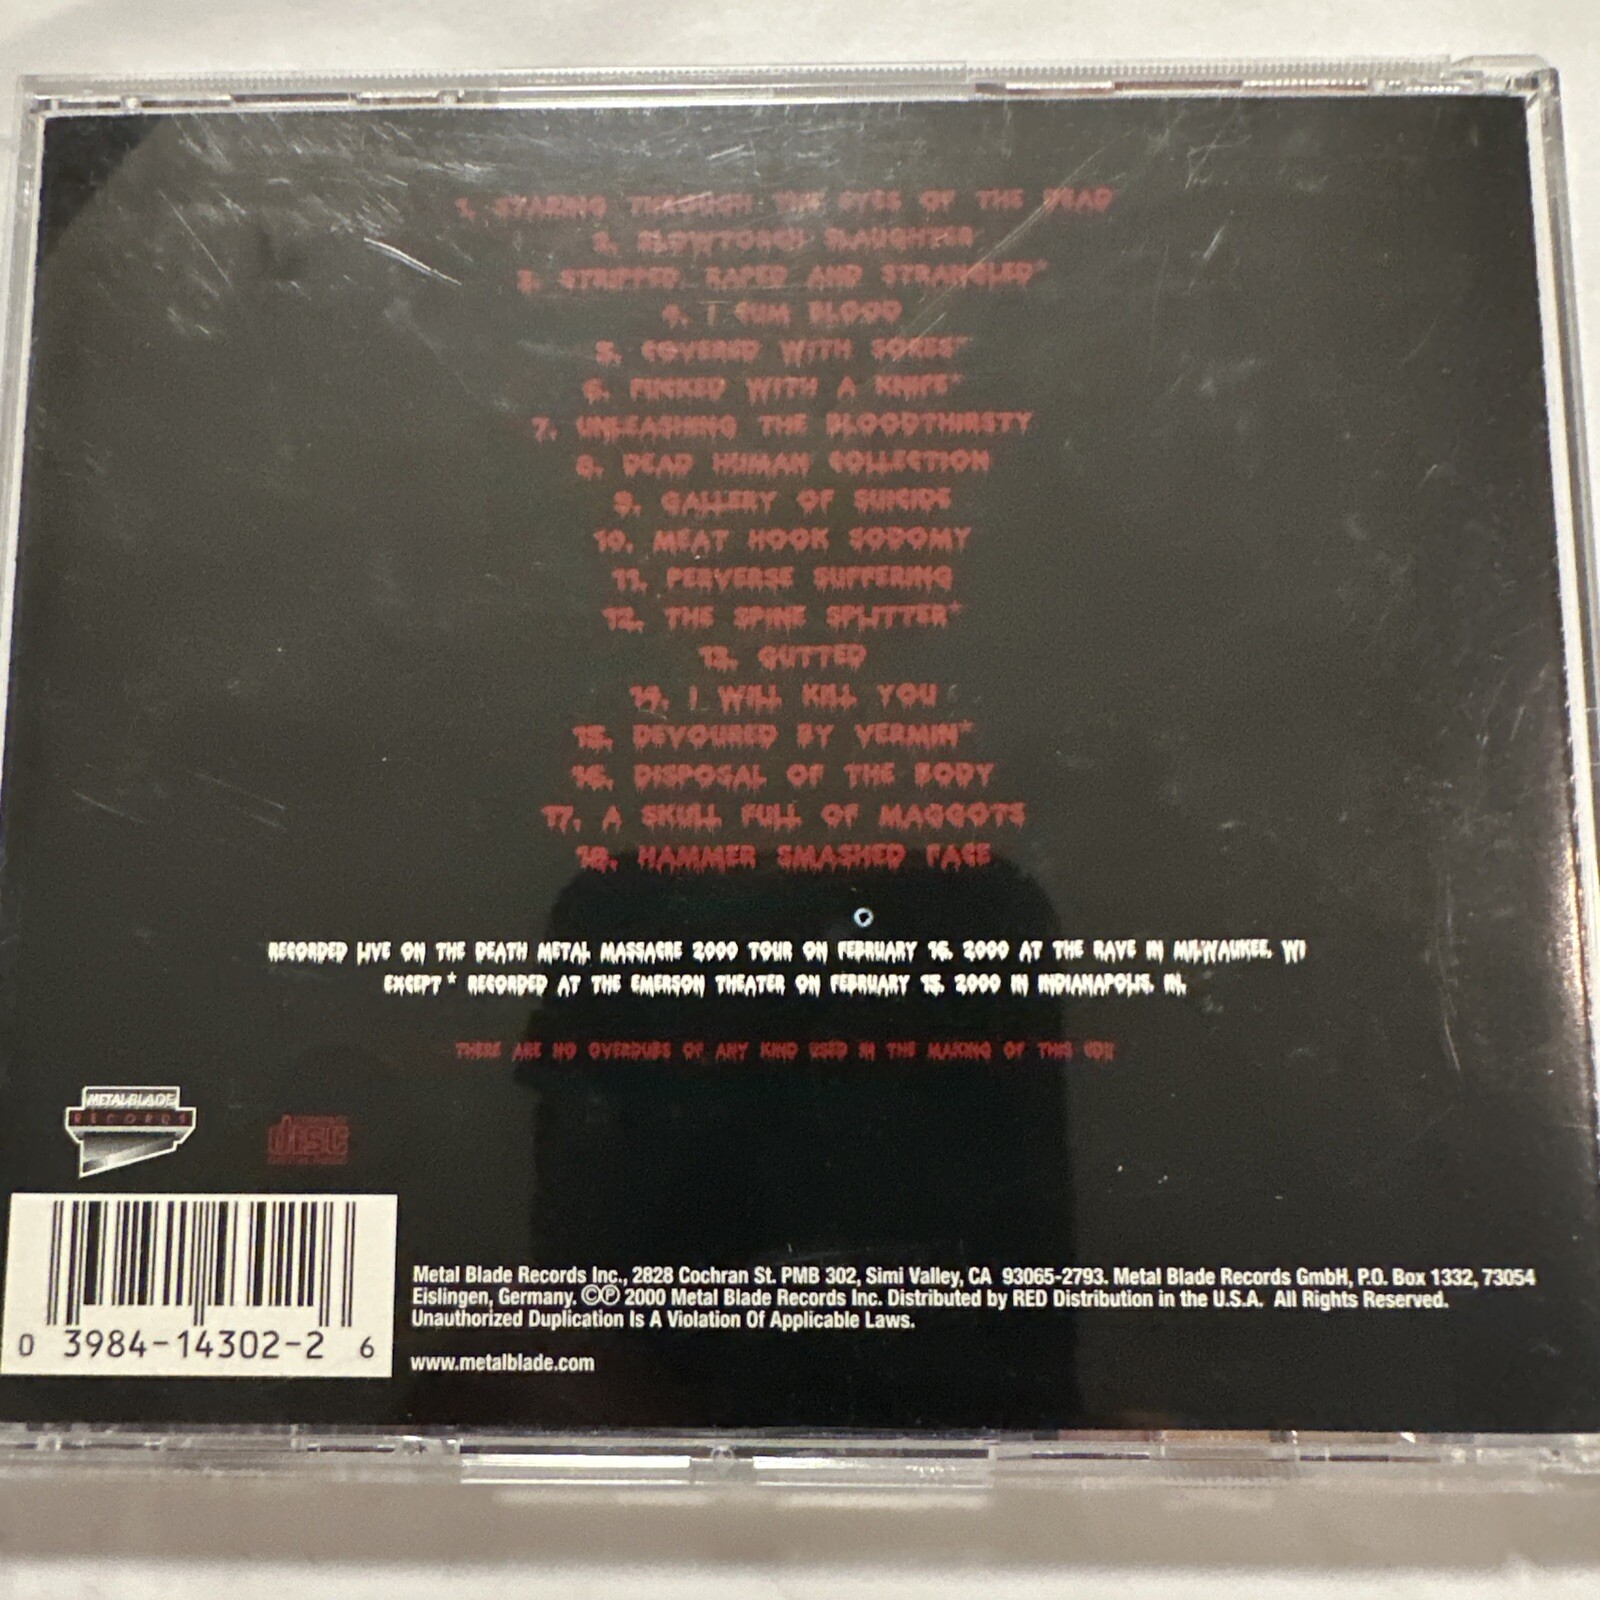 1. STARING THROUGH THE EYES OF THE DEAD
2. BLOWTORCH SLAUGHTER
3. STRIPPED, RAPED AND STRANGLED*
4. I CUM BLOOD
5. COVERED WITH SORES*
6. FUCKED WITH A KNIFE*
7. UNLEASHING THE BLOODTHIRSTY
8. DEAD HUMAN COLLECTION
9. GALLERY OF SUICIDE
10. MEAT HOOK SODOMY
11. PERVERSE SUFFERING
12. THE SPINE SPLITTER*
13. GUTTED
14. I WILL KILL YOU
15. DEVOURED BY VERMIN*
16. DISPOSAL OF THE BODY
17. A SKULL FULL OF MAGGOTS
18. HAMMER SMASHED FACE
RECORDED LIVE ON THE DEATH METAL MASSACRE 2000 TOUR ON FEBRUARY 16, 2000 AT THE RAVE IN MILWAUKEE, WI
EXCEPT * RECORDED AT THE EMERSON THEATER ON FEBRUARY 15, 2000 IN INDIANAPOLIS, IN.
THERE ARE NO OVERDUBS OF ANY KIND USED IN THE MAKING OF THIS CD!!
METAL BLADE
RECORDS
disc
0 3984-14302-2 6
Metal Blade Records Inc., 2828 Cochran St. PMB 302, Simi Valley, CA 93065-2793. Metal Blade Records GmbH, P.O. Box 1332, 73054
Eislingen, Germany. ©℗ 2000 Metal Blade Records Inc. Distributed by RED Distribution in the U.S.A. All Rights Reserved.
Unauthorized Duplication Is A Violation Of Applicable Laws.
www.metalblade.com